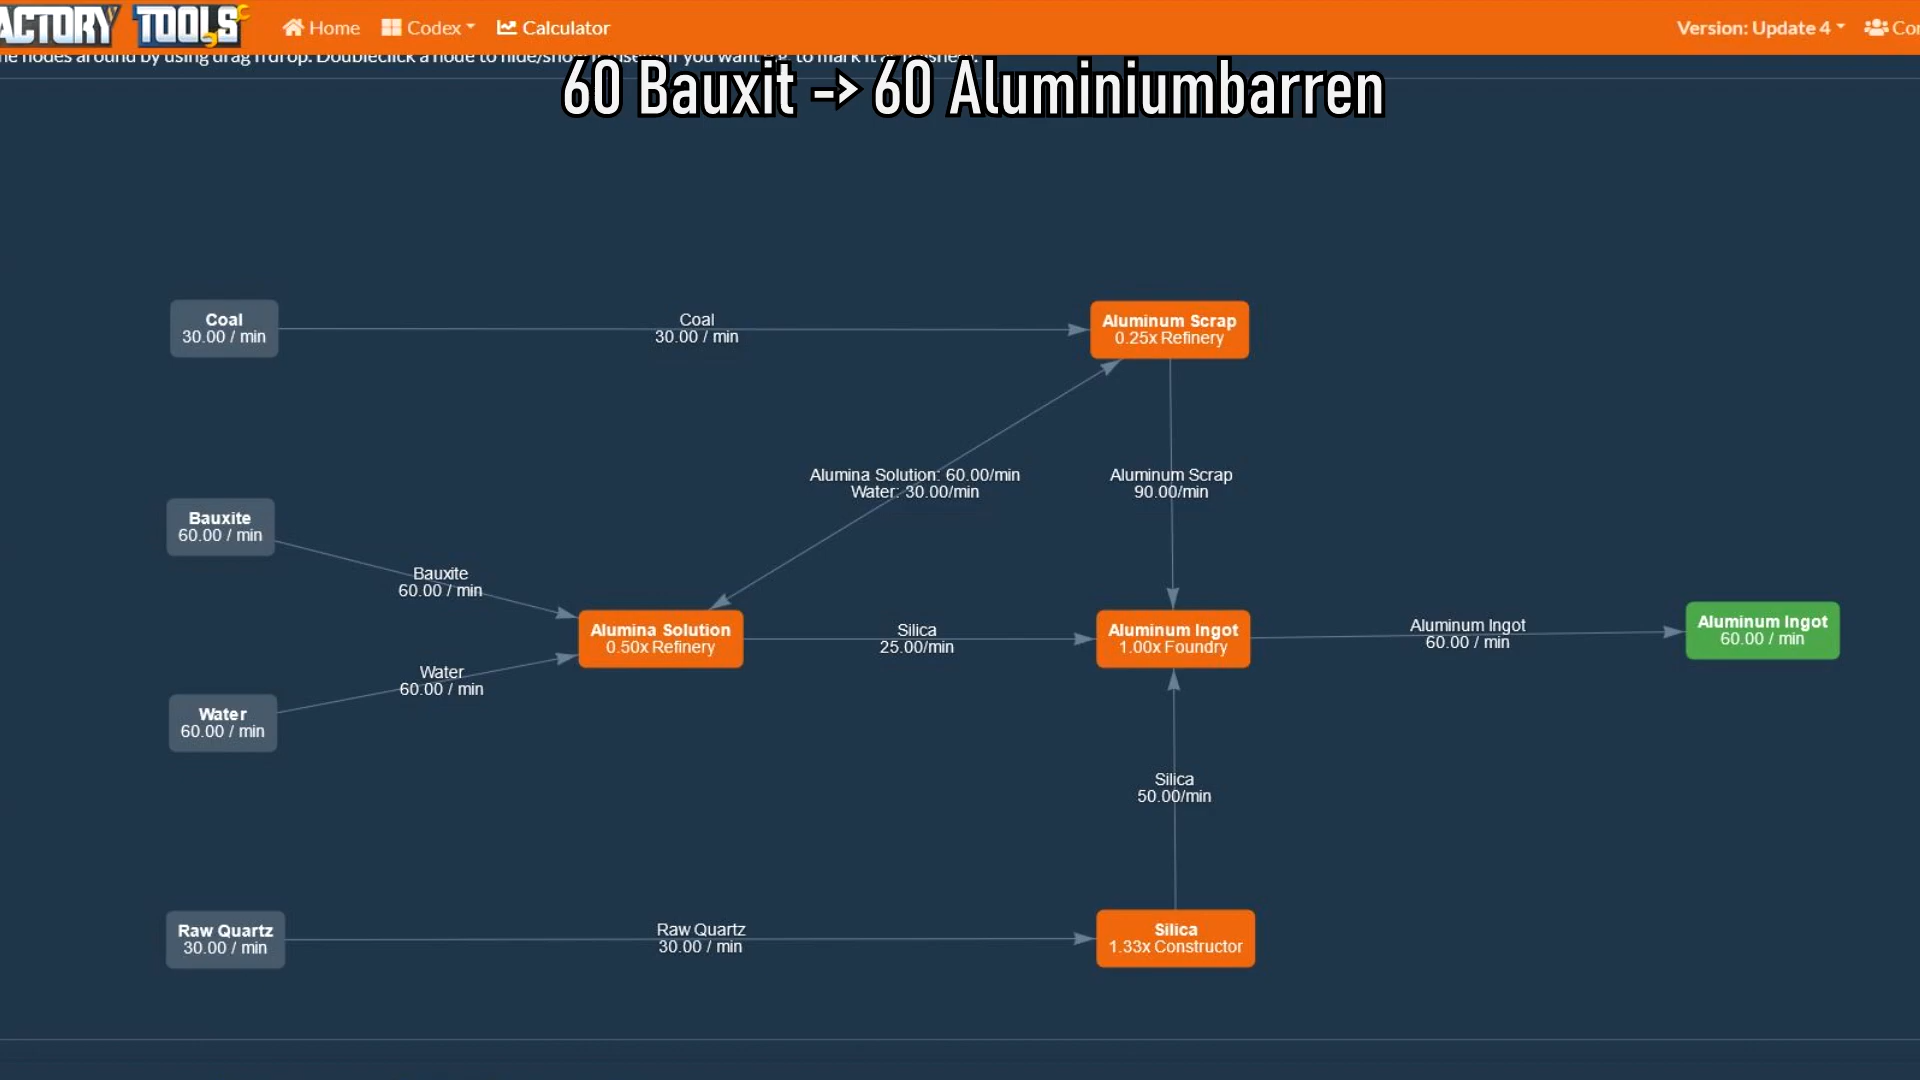 ACTORY TOOLS
Home
Codex
Calculator
Version: Update 4
60 Bauxit -> 60 Aluminiumbarren
Coal
30.00 / min
Coal
30.00 / min
Aluminum Scrap
0.25x Refinery
Alumina Solution: 60.00/min
Water: 30.00/min
Aluminum Scrap
90.00/min
Bauxite
60.00 / min
Bauxite
60.00 / min
Alumina Solution
0.50x Refinery
Silica
25.00/min
Aluminum Ingot
1.00x Foundry
Aluminum Ingot
60.00 / min
Aluminum Ingot
60.00 / min
Water
60.00 / min
Water
60.00 / min
Silica
50.00/min
Raw Quartz
30.00 / min
Raw Quartz
30.00 / min
Silica
1.33x Constructor